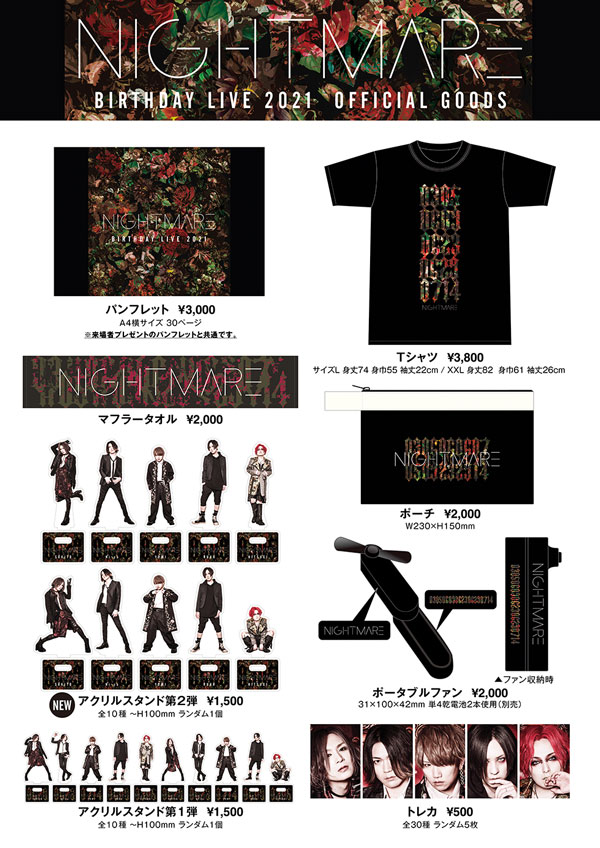 NIGHTMARE
BIRTHDAY LIVE 2021 OFFICIAL GOODS
NIGHTMARE
BIRTHDAY LIVE 2021
パンフレット ¥3,000
A4横サイズ 30ページ
※来場者プレゼントのパンフレットと共通です。
0305
0609
0623
0628
0714
NIGHTMARE
Tシャツ ¥3,800
サイズL 身丈74 身巾55 袖丈22cm / XXL 身丈82 身巾61 袖丈26cm
NIGHTMARE
マフラータオル ¥2,000
NIGHTMARE
ポーチ ¥2,000
W230×H150mm
NEW
アクリルスタンド第2弾 ¥1,500
全10種 〜H100mm ランダム1個
NIGHTMARE
NIGHTMARE
▲ファン収納時
ポータブルファン ¥2,000
31×100×42mm 単4乾電池2本使用(別売)
アクリルスタンド第1弾 ¥1,500
全10種 〜H100mm ランダム1個
トレカ ¥500
全30種 ランダム5枚